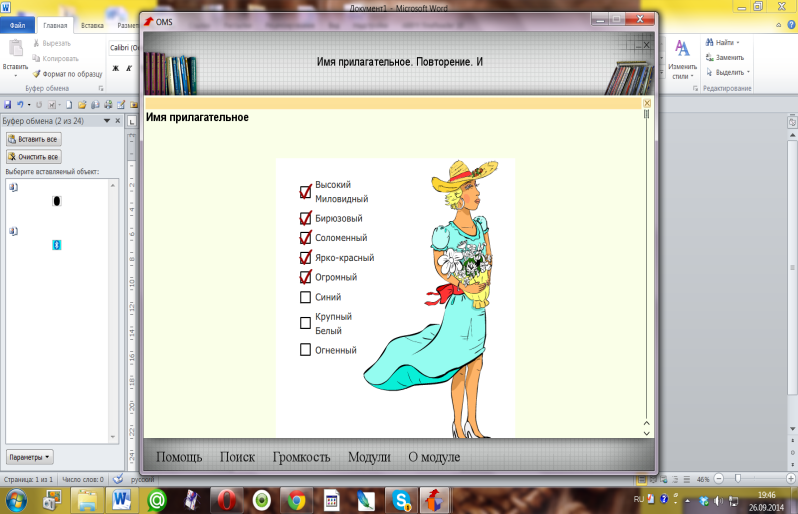 Документ1 - Microsoft Word
Файл
Главная
Вставка
Размет
Вставить
Вырезать
Копировать
Формат по образцу
Буфер обмена
Calibri (О
Ж К
Изменить
стили
Найти
Заменить
Выделить
Редактирование
Буфер обмена (2 из 24)
Вставить все
Очистить все
Выберите вставляемый объект:
Параметры
OMS
Имя прилагательное. Повторение. И
Имя прилагательное
Высокий
Миловидный
Бирюзовый
Соломенный
Ярко-красный
Огромный
Синий
Крупный
Белый
Огненный
Помощь Поиск Громкость Модули О модуле
Страница: 1 из 1 Число слов: 0 русский
46%
RU
19:46
26.09.2014